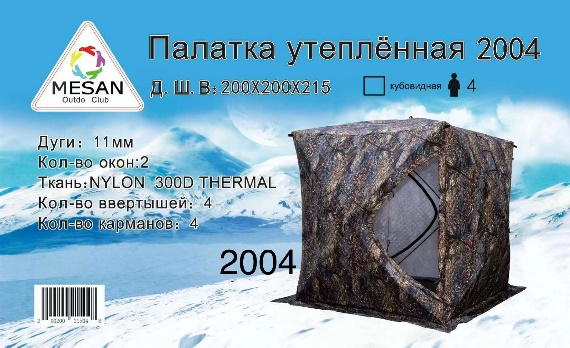 MESAN
Outdo Club
Палатка утеплённая 2004
Д. Ш. В:200X200X215
кубовидная 4
Дуги: 11мм
Кол-во окон:2
Ткань:NYLON 300D THERMAL
Кол-во ввертышей: 4
Кол-во карманов: 4
2004